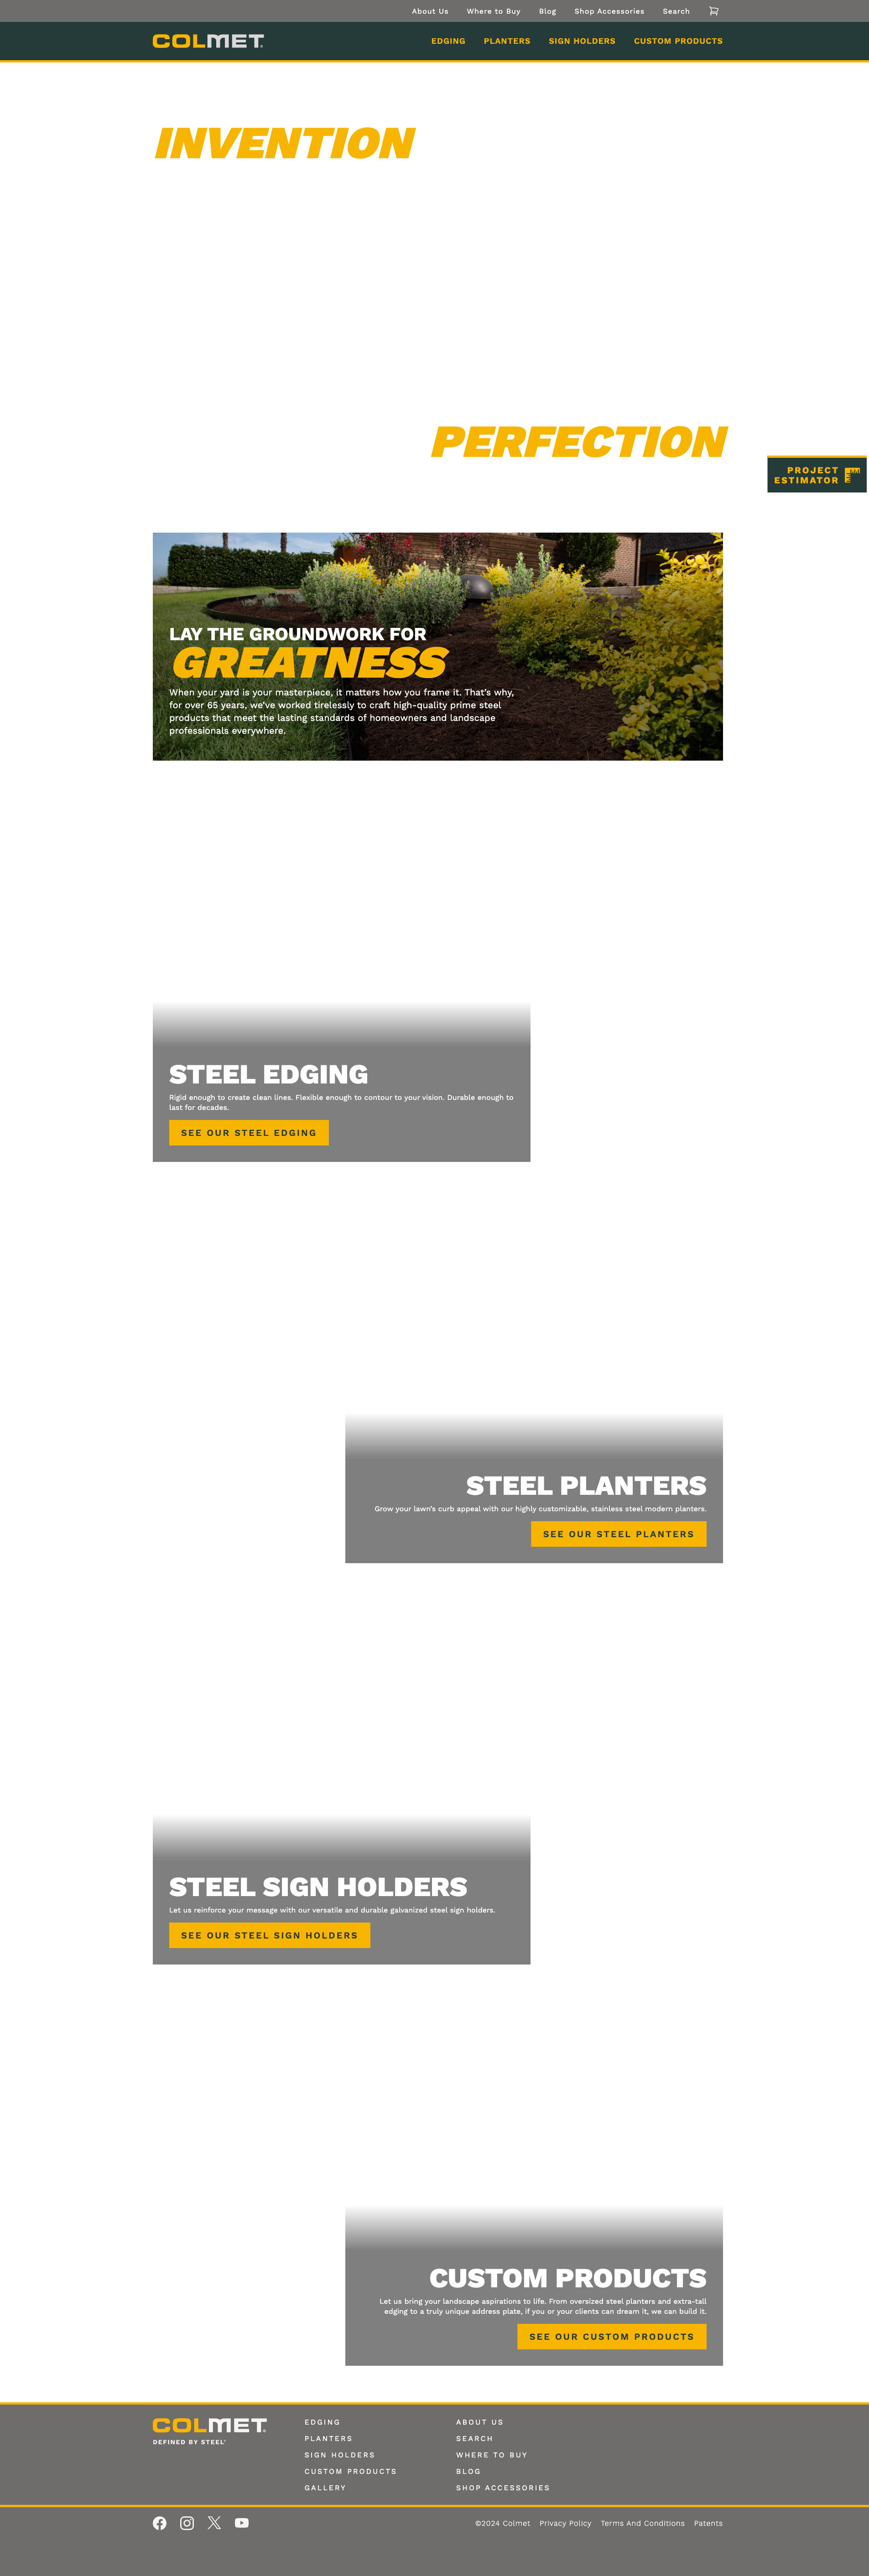 About Us Where to Buy Blog Shop Accessories Search
COLMET
EDGING PLANTERS SIGN HOLDERS CUSTOM PRODUCTS
INVENTION
PERFECTION
PROJECT
ESTIMATOR
LAY THE GROUNDWORK FOR
GREATNESS
When your yard is your masterpiece, it matters how you frame it. That's why,
for over 65 years, we've worked tirelessly to craft high-quality prime steel
products that meet the lasting standards of homeowners and landscape
professionals everywhere.
STEEL EDGING
Rigid enough to create clean lines. Flexible enough to contour to your vision. Durable enough to
last for decades.
SEE OUR STEEL EDGING
STEEL PLANTERS
Grow your lawn's curb appeal with our highly customizable, stainless steel modern planters.
SEE OUR STEEL PLANTERS
STEEL SIGN HOLDERS
Let us reinforce your message with our versatile and durable galvanized steel sign holders.
SEE OUR STEEL SIGN HOLDERS
CUSTOM PRODUCTS
Let us bring your landscape aspirations to life. From oversized steel planters and extra-tall
edging to a truly unique address plate, if you or your clients can dream it, we can build it.
SEE OUR CUSTOM PRODUCTS
COLMET
DEFINED BY STEEL
EDGING
PLANTERS
SIGN HOLDERS
CUSTOM PRODUCTS
GALLERY
ABOUT US
SEARCH
WHERE TO BUY
BLOG
SHOP ACCESSORIES
©2024 Colmet Privacy Policy Terms And Conditions Patents